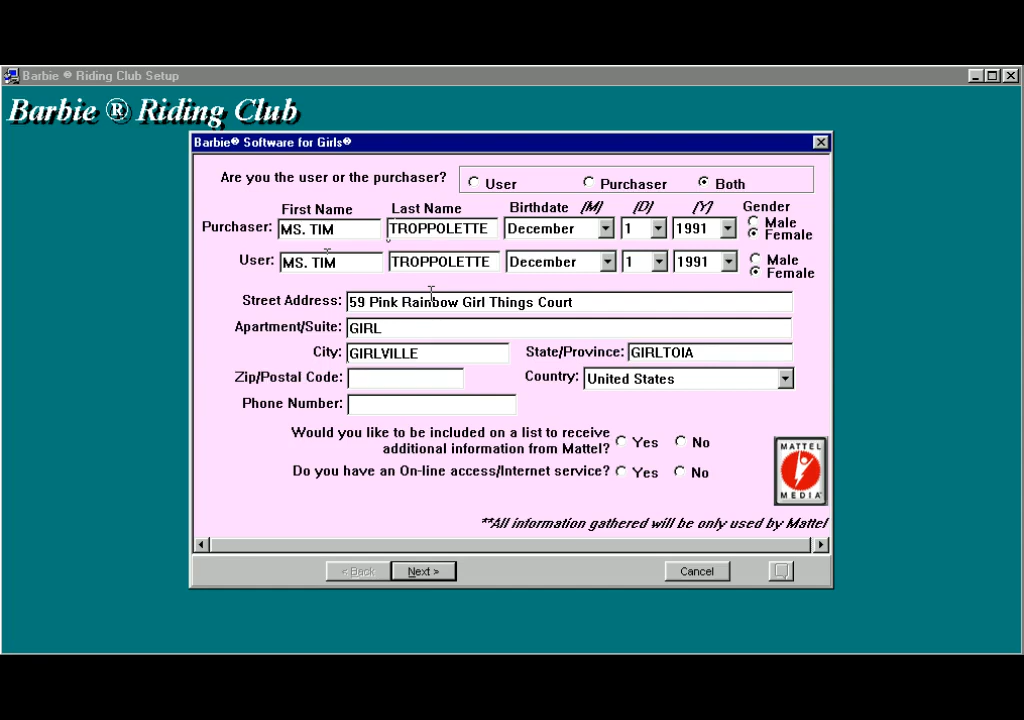 Barbie ® Riding Club Setup
Barbie ® Riding Club
Barbie® Software for Girls®
Are you the user or the purchaser? User Purchaser Both
First Name Last Name Birthdate (M) (D) (Y) Gender
Purchaser: MS. TIM TROPPOLETTE December 1 1991 Male
Female
User: MS. TIM TROPPOLETTE December 1 1991 Male
Female
Street Address: 59 Pink Rainbow Girl Things Court
Apartment/Suite: GIRL
City: GIRLVILLE State/Province: GIRLTOIA
Zip/Postal Code: Country: United States
Phone Number:
Would you like to be included on a list to receive
additional information from Mattel? Yes No
Do you have an On-line access/Internet service? Yes No
MATTEL
MEDIA
**All information gathered will be only used by Mattel
< Back Next > Cancel